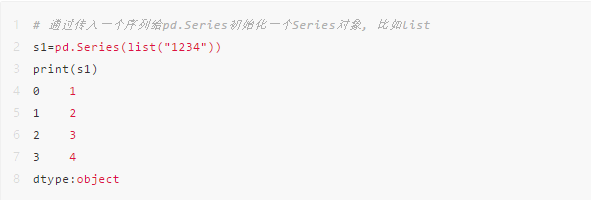 1 # 通过传入一个序列给pd.Series初始化一个Series对象, 比如list
2 s1=pd.Series(list("1234"))
3 print(s1)
4 0    1
5 1    2
6 2    3
7 3    4
8 dtype:object